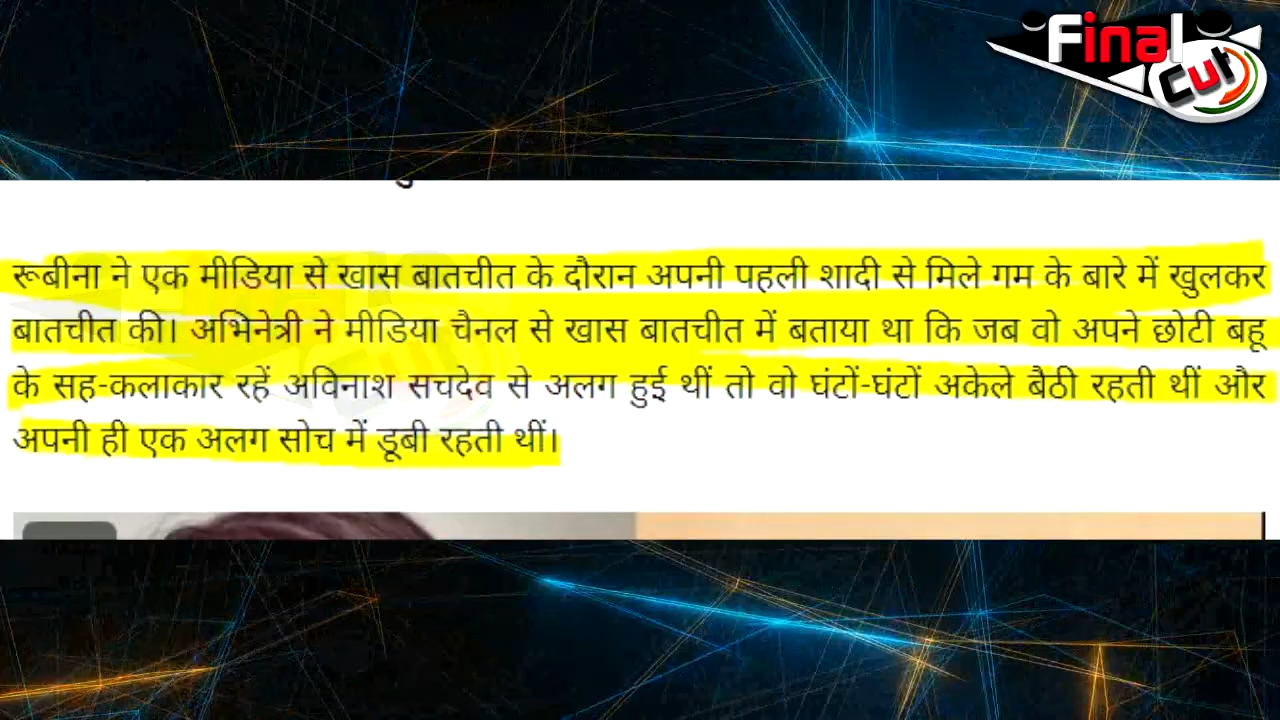 Final
Cut
रूबीना ने एक मीडिया से खास बातचीत के दौरान अपनी पहली शादी से मिले गम के बारे में खुलकर
बातचीत की। अभिनेत्री ने मीडिया चैनल से खास बातचीत में बताया था कि जब वो अपने छोटी बहू
के सह-कलाकार रहें अविनाश सचदेव से अलग हुई थीं तो वो घंटों-घंटों अकेले बैठी रहती थीं और
अपनी ही एक अलग सोच में डूबी रहती थीं।